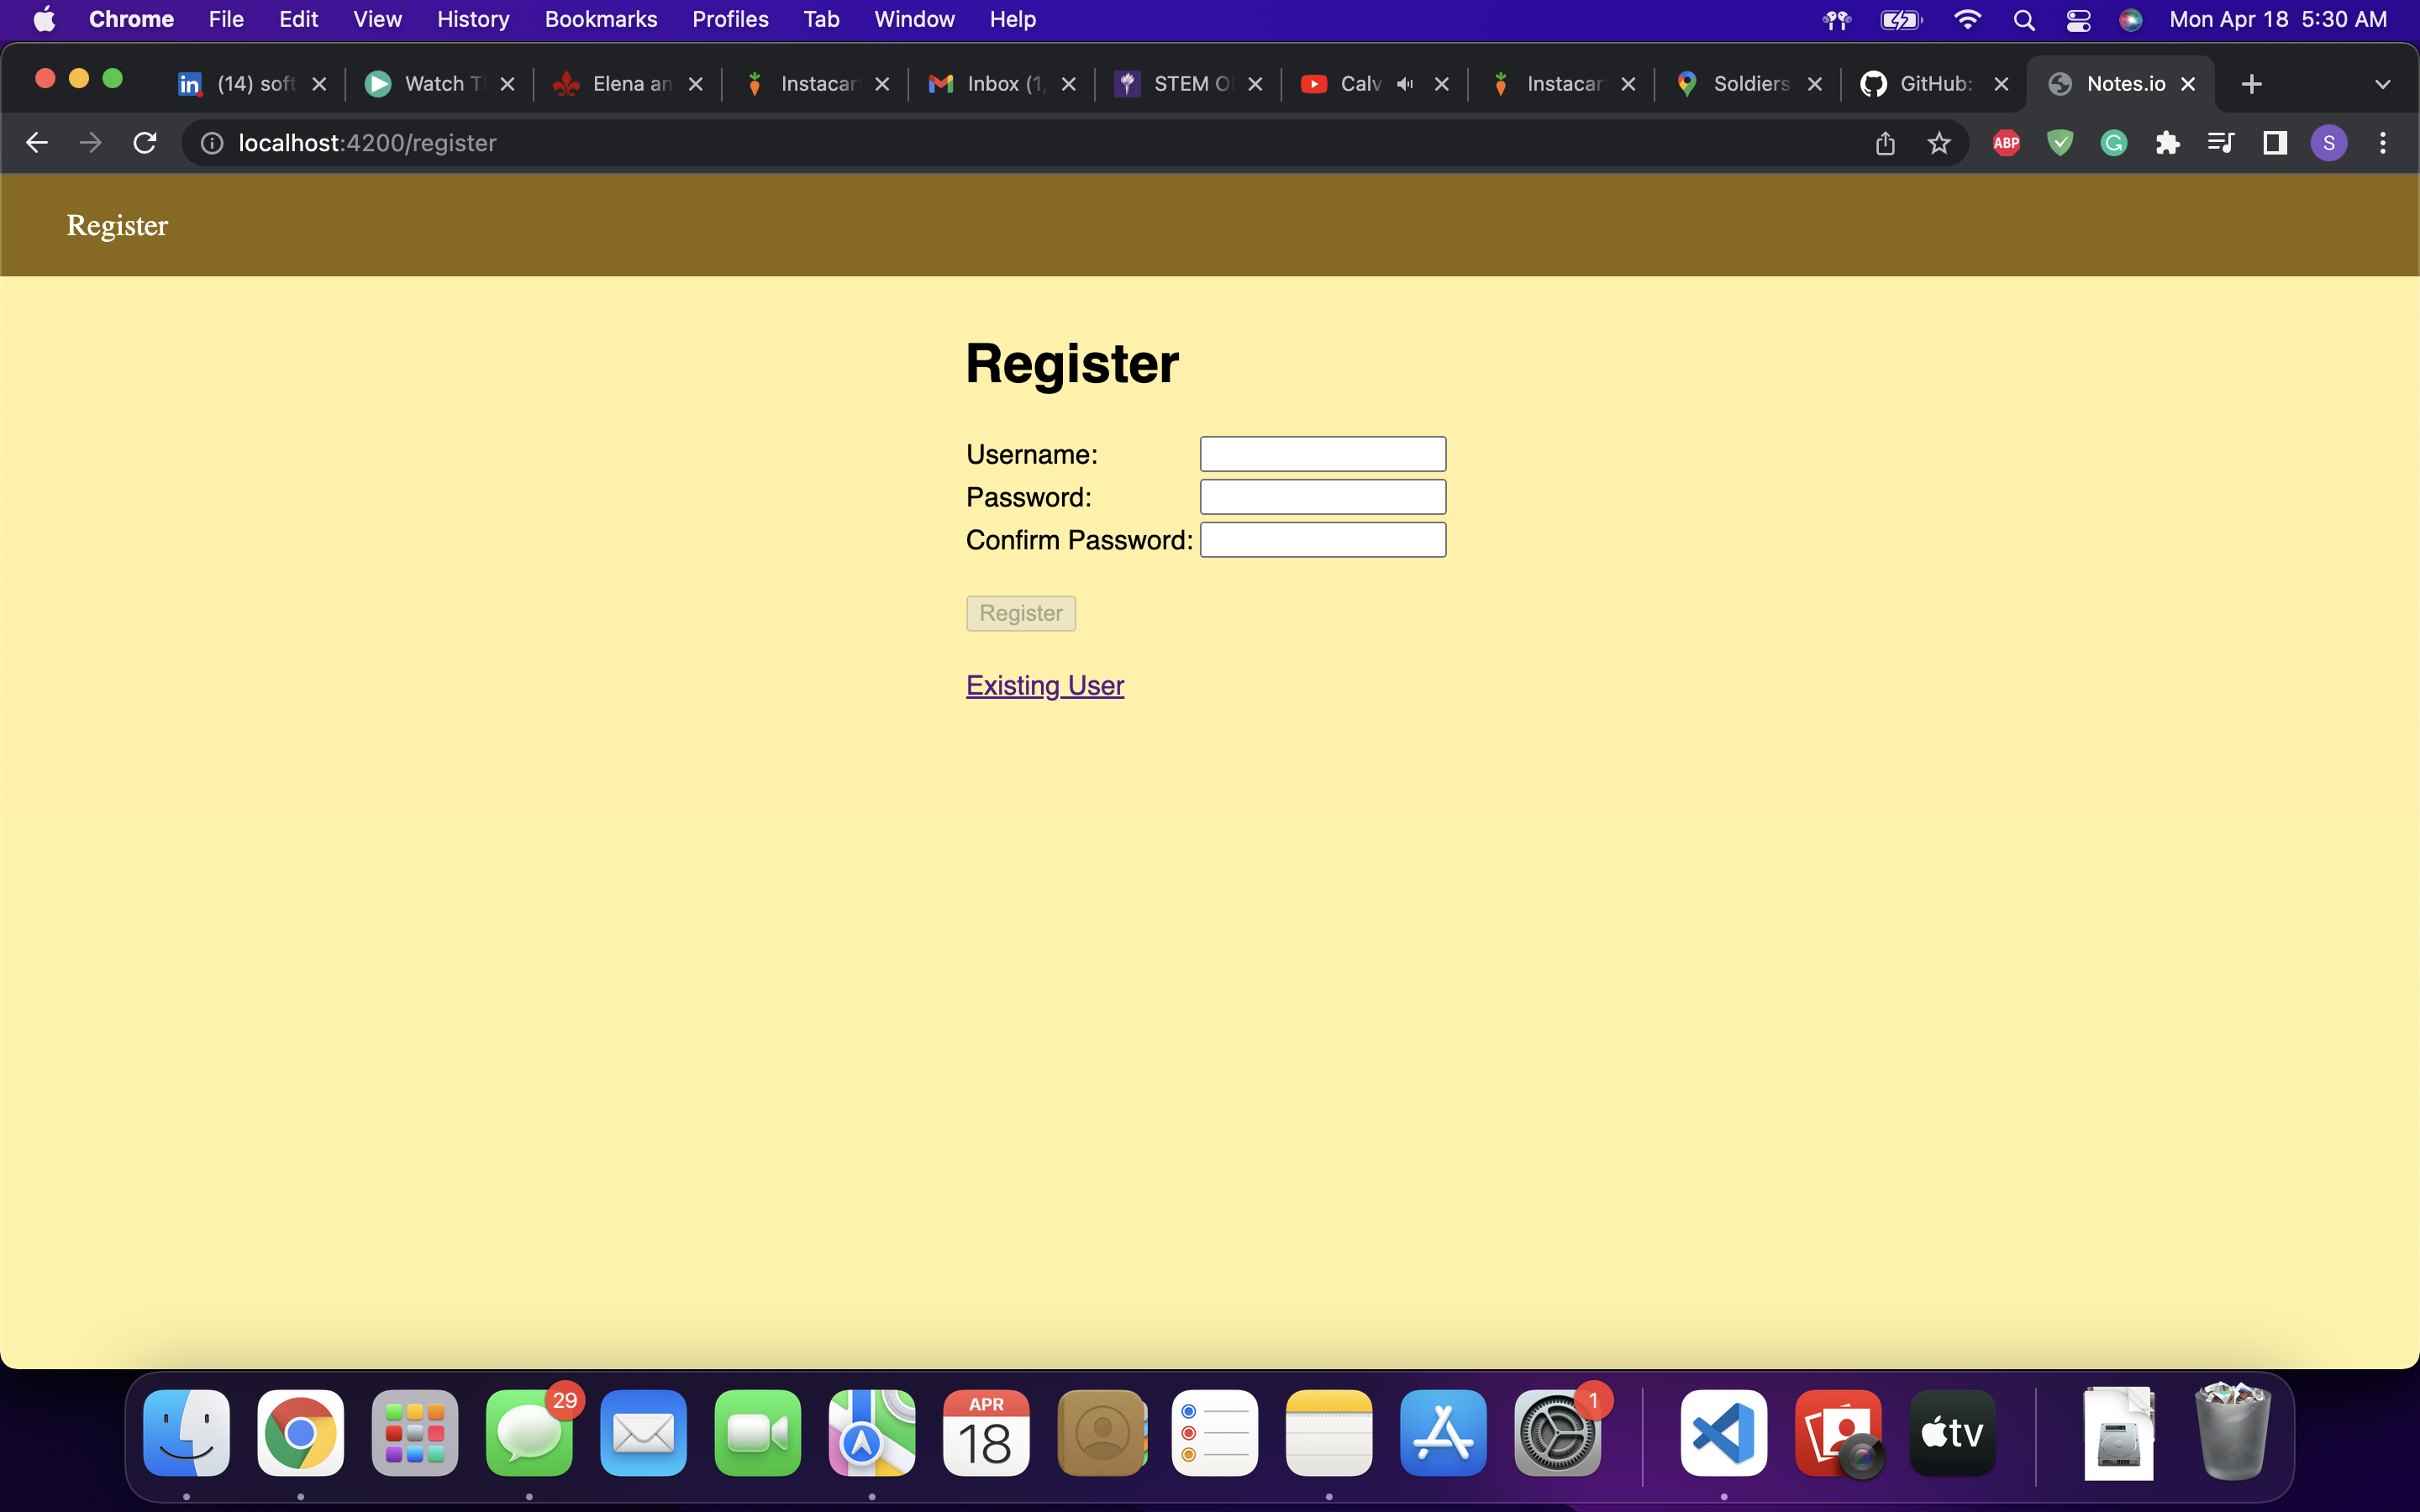 Chrome File Edit View History Bookmarks Profiles Tab Window Help Mon Apr 18 5:30 AM
in (14) soft Watch T Elena an Instacar Inbox (1, STEM O Calv Instacar Soldiers GitHub: Notes.io
localhost:4200/register ABP G S
Register
Register
Username:
Password:
Confirm Password:
Register
Existing User
29 APR 18 1 tv